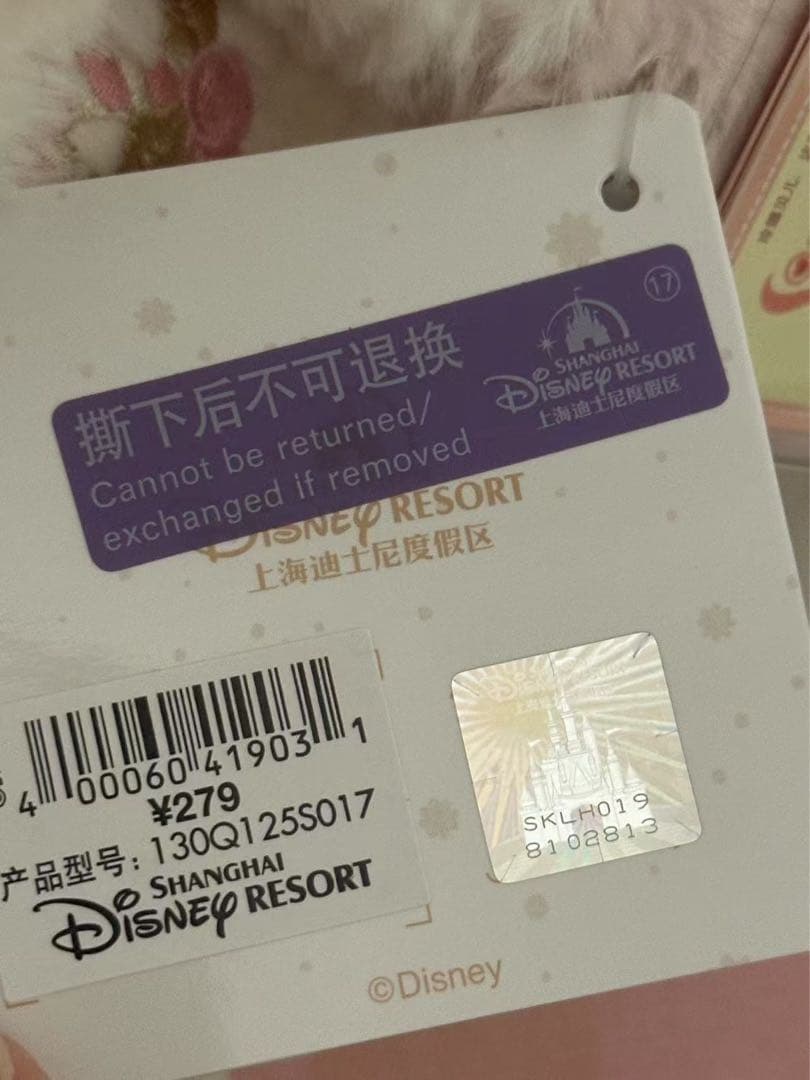 17
撕下后不可退换
Cannot be returned/
exchanged if removed
SHANGHAI
Disney RESORT
上海迪士尼度假区
Disney RESORT
上海迪士尼度假区
4 00060 41903 1
¥279
产品型号: 130Q125S017
SHANGHAI
Disney RESORT
SKLH019
8102813
©Disney